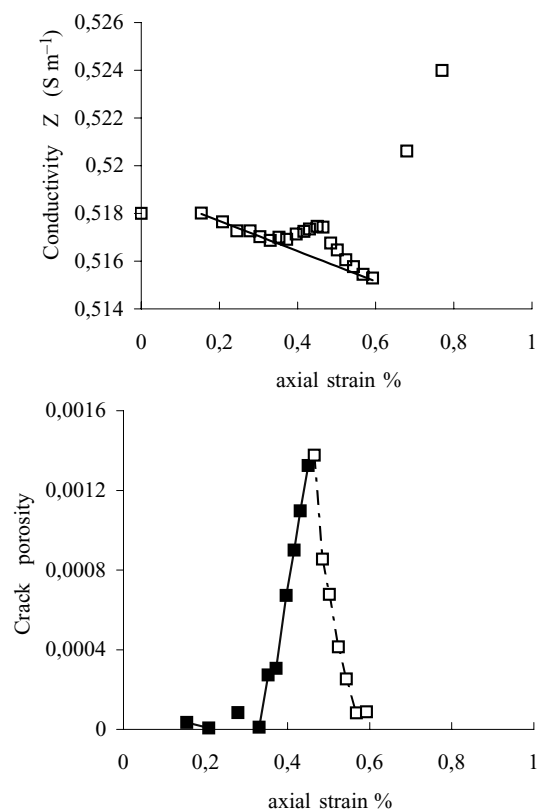 0,526
0,524
0,522
0,52
0,518
0,516
0,514
Conductivity Z (S m⁻¹)
0 0,2 0,4 0,6 0,8 1
axial strain %
0,0016
0,0012
0,0008
0,0004
0
Crack porosity
0 0,2 0,4 0,6 0,8 1
axial strain %